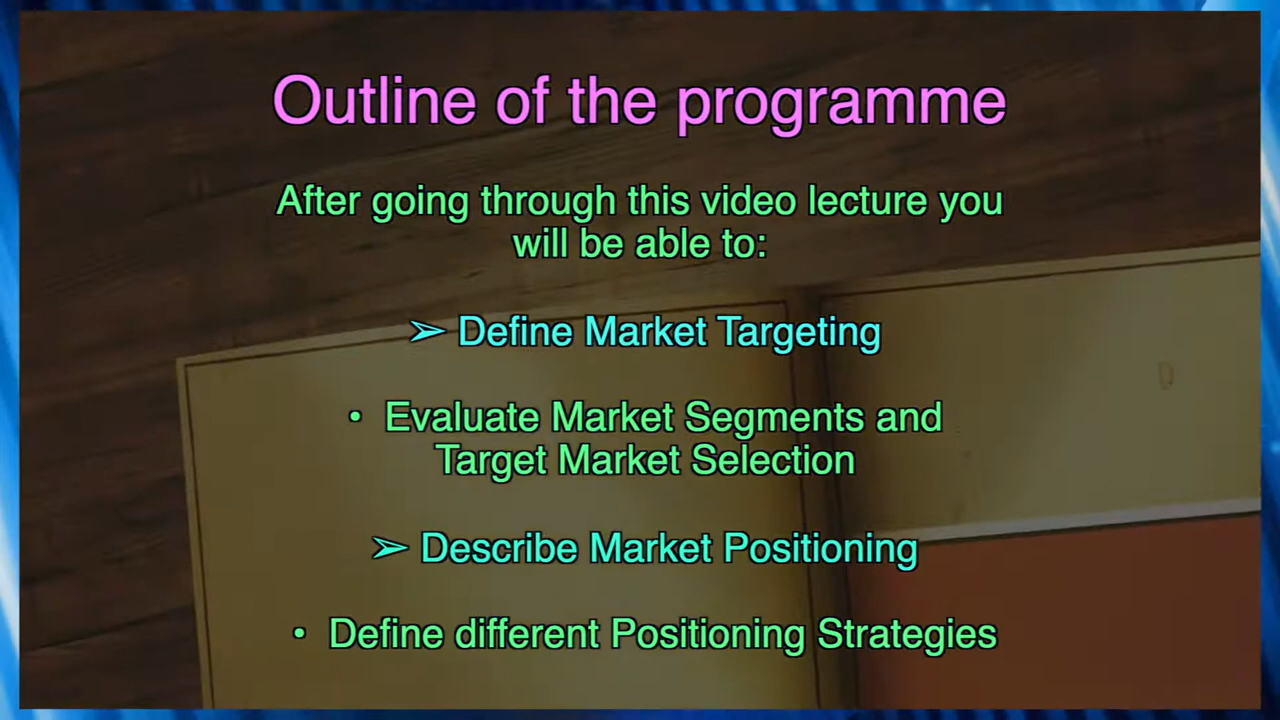 Outline of the programme
After going through this video lecture you
will be able to:
➢ Define Market Targeting
• Evaluate Market Segments and
Target Market Selection
➢ Describe Market Positioning
• Define different Positioning Strategies